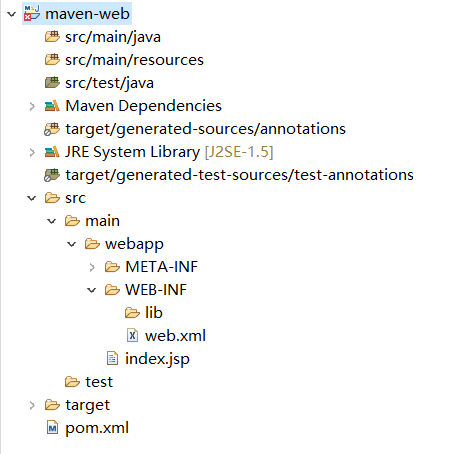 maven-web
src/main/java
src/main/resources
src/test/java
Maven Dependencies
target/generated-sources/annotations
JRE System Library [J2SE-1.5]
target/generated-test-sources/test-annotations
src
main
webapp
META-INF
WEB-INF
lib
web.xml
index.jsp
test
target
pom.xml